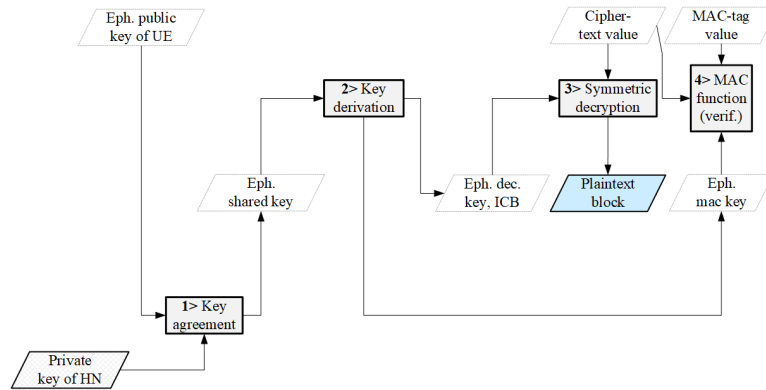 Eph. public
key of UE
Cipher-
text value
MAC-tag
value
2> Key
derivation
3> Symmetric
decryption
4> MAC
function
(verif.)
Eph.
shared key
Eph. dec.
key, ICB
Plaintext
block
Eph.
mac key
1> Key
agreement
Private
key of HN